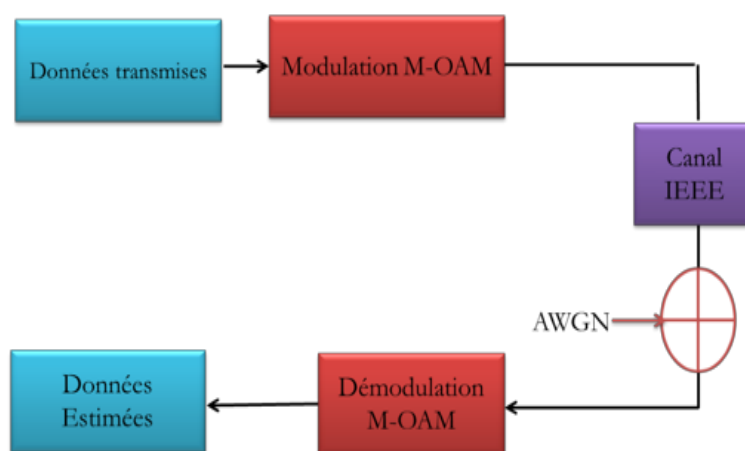 Données transmises
Modulation M-OAM
Canal
IEEE
AWGN
Démodulation
M-OAM
Données
Estimées